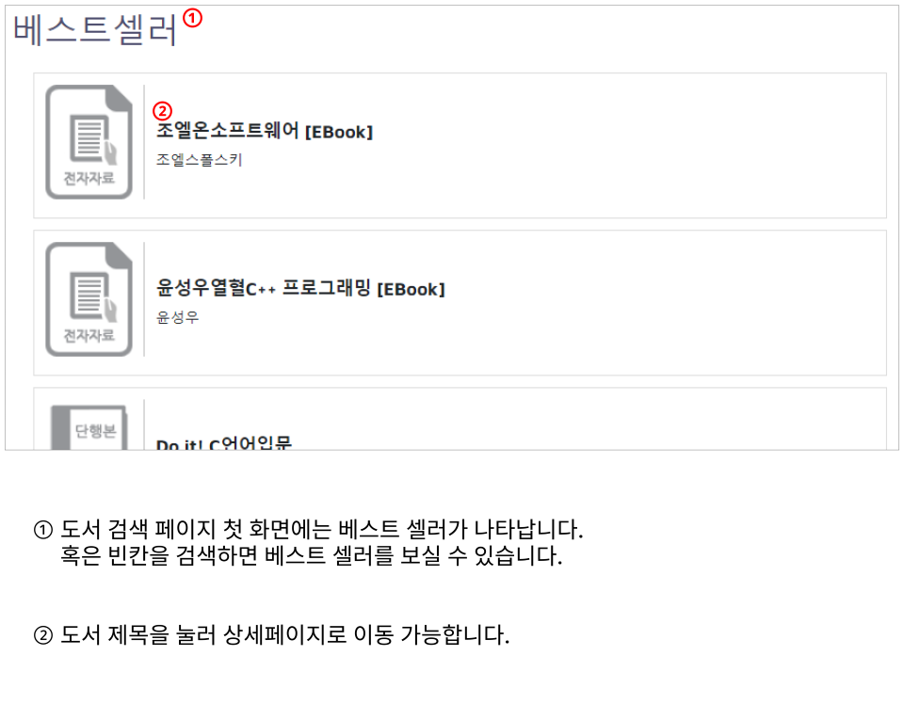 베스트셀러 ①
②
조엘온소프트웨어 [EBook]
조엘스폴스키
전자자료
윤성우열혈C++ 프로그래밍 [EBook]
윤성우
전자자료
단행본
Do it! C언어입문
① 도서 검색 페이지 첫 화면에는 베스트 셀러가 나타납니다.
혹은 빈칸을 검색하면 베스트 셀러를 보실 수 있습니다.
② 도서 제목을 눌러 상세페이지로 이동 가능합니다.